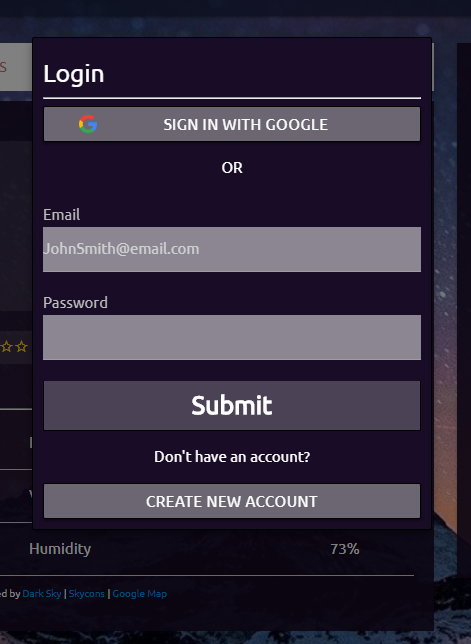 S
Login
SIGN IN WITH GOOGLE
OR
Email
JohnSmith@email.com
Password
Submit
Don't have an account?
CREATE NEW ACCOUNT
Humidity 73%
ed by Dark Sky | Skycons | Google Map